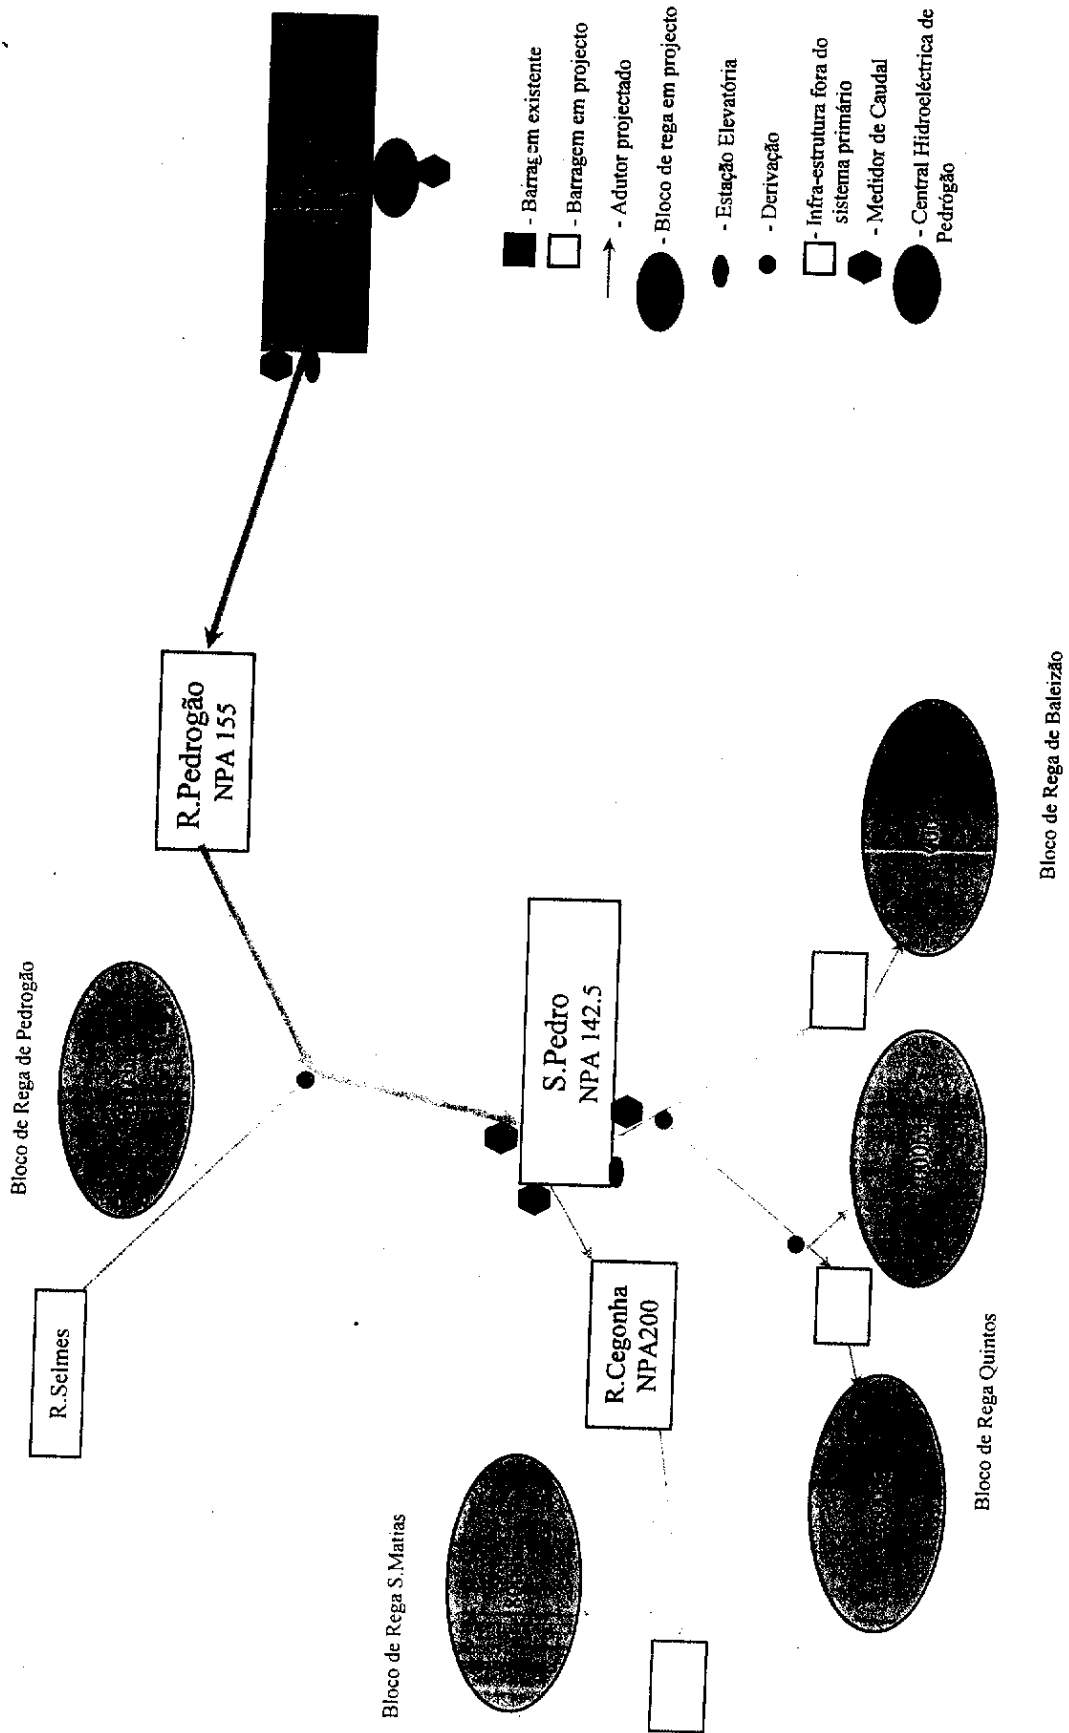 Bloco de Rega de Pedrogão
R.Selmes
R.Pedrogão
NPA 155
Bloco de Rega S.Matias
S.Pedro
NPA 142.5
R.Cegonha
NPA200
Bloco de Rega Quintos
Bloco de Rega de Baleizão
- Barragem existente
- Barragem em projecto
- Adutor projectado
- Bloco de rega em projecto
- Estação Elevatória
- Derivação
- Infra-estrutura fora do
sistema primário
- Medidor de Caudal
- Central Hidroeléctrica de
Pedrógão